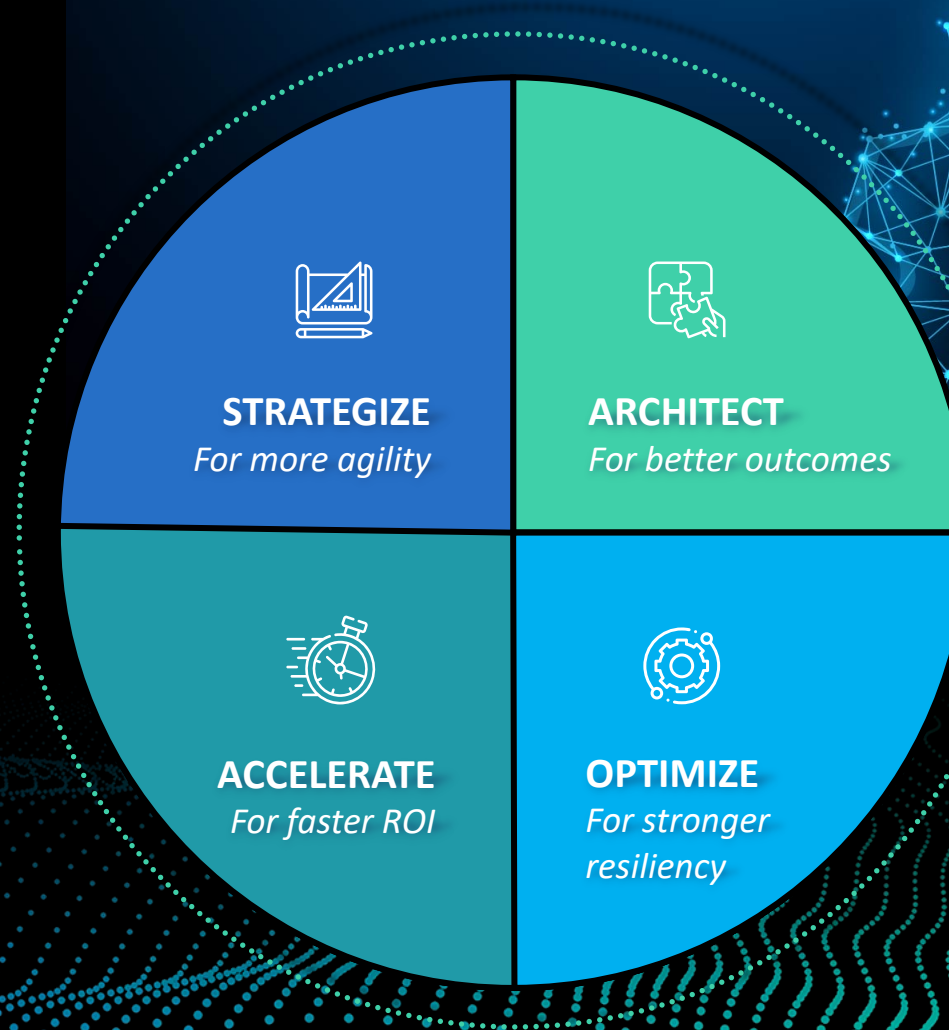 STRATEGIZE
For more agility
ARCHITECT
For better outcomes
ACCELERATE
For faster ROI
OPTIMIZE
For stronger
resiliency